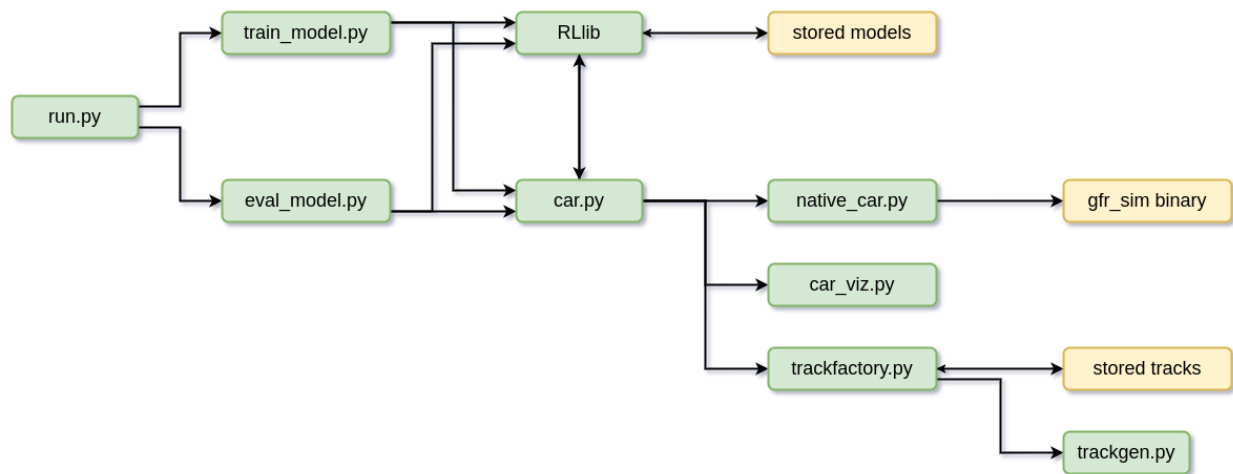 train_model.py
RLlib
stored models
run.py
eval_model.py
car.py
native_car.py
gfr_sim binary
car_viz.py
trackfactory.py
stored tracks
trackgen.py